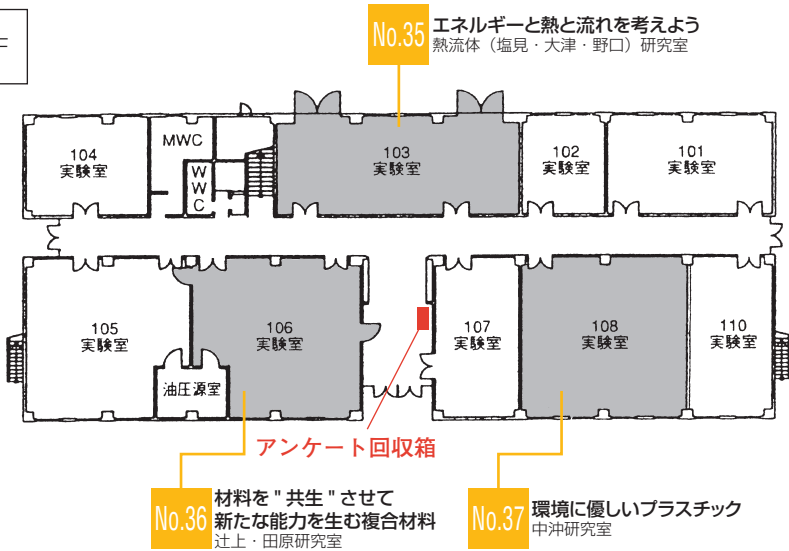 No.35
エネルギーと熱と流れを考えよう
熱流体（塩見・大津・野口）研究室
104
実験室
MWC
W
W
C
103
実験室
102
実験室
101
実験室
105
実験室
106
実験室
油圧源室
107
実験室
108
実験室
110
実験室
アンケート回収箱
No.36
材料を"共生"させて
新たな能力を生む複合材料
辻上・田原研究室
No.37
環境に優しいプラスチック
中沖研究室